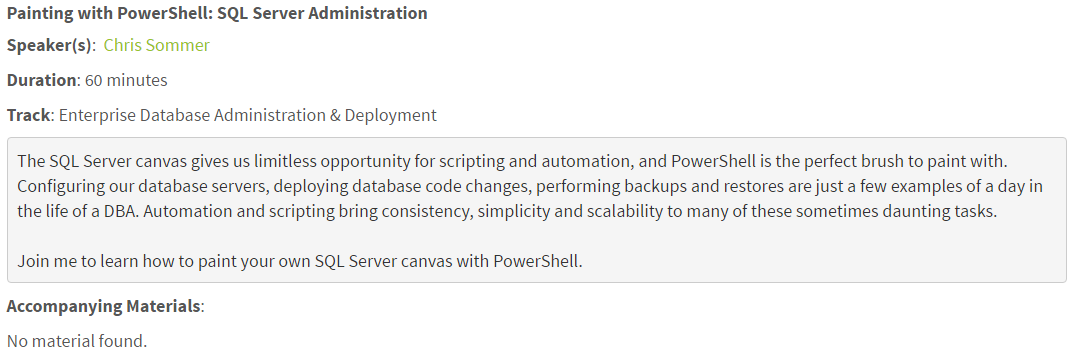 Painting with PowerShell: SQL Server Administration
Speaker(s): Chris Sommer
Duration: 60 minutes
Track: Enterprise Database Administration & Deployment
The SQL Server canvas gives us limitless opportunity for scripting and automation, and PowerShell is the perfect brush to paint with.
Configuring our database servers, deploying database code changes, performing backups and restores are just a few examples of a day in
the life of a DBA. Automation and scripting bring consistency, simplicity and scalability to many of these sometimes daunting tasks.
Join me to learn how to paint your own SQL Server canvas with PowerShell.
Accompanying Materials:
No material found.